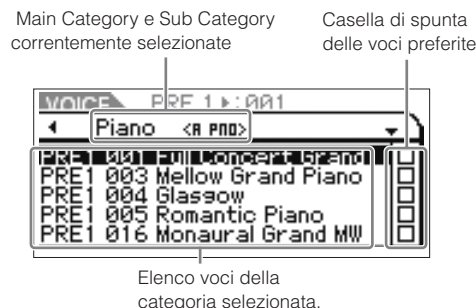 Main Category e Sub Category
correntemente selezionate
Casella di spunta
delle voci preferite
VOICE PRE 1 : 001
Piano <A PNO>
PRE1 001 Full Concert Grand
PRE1 003 Mellow Grand Piano
PRE1 004 Glasgow
PRE1 005 Romantic Piano
PRE1 016 Monaural Grand MW
Elenco voci della
categoria selezionata.